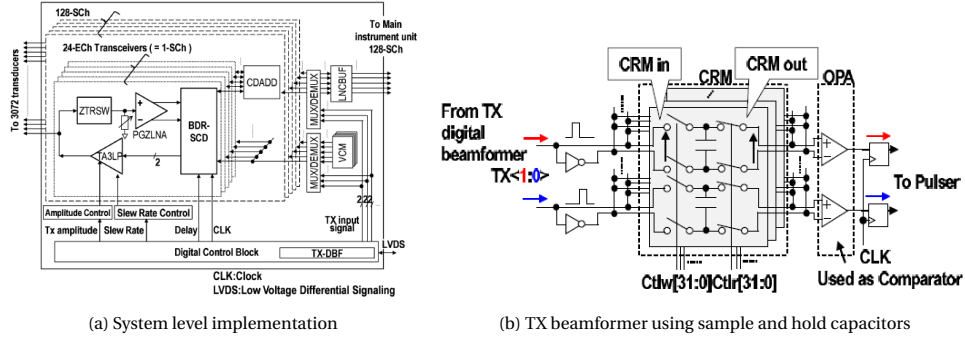 128-SCh
24-ECh Transceivers ( = 1-SCh)
To Main
instrument unit
128-SCh
CDADD
MUX/DEMUX
LNCBUF
To 3072 transducers
ZTRSW
PGZLNA
BDR-
SCD
TA3LP
2
MUX/DEMUX
VCM
Amplitude Control
Slew Rate Control
Tx amplitude
Slew Rate
Delay
CLK
TX input
signal
Digital Control Block
TX-DBF
LVDS
CLK:Clock
LVDS:Low Voltage Differential Signaling
(a) System level implementation
CRM in
CRM
CRM out
OPA
From TX
digital
beamformer
TX<1:0>
To Pulser
CLK
Used as Comparator
Ctlw[31:0]
Ctlr[31:0]
(b) TX beamformer using sample and hold capacitors